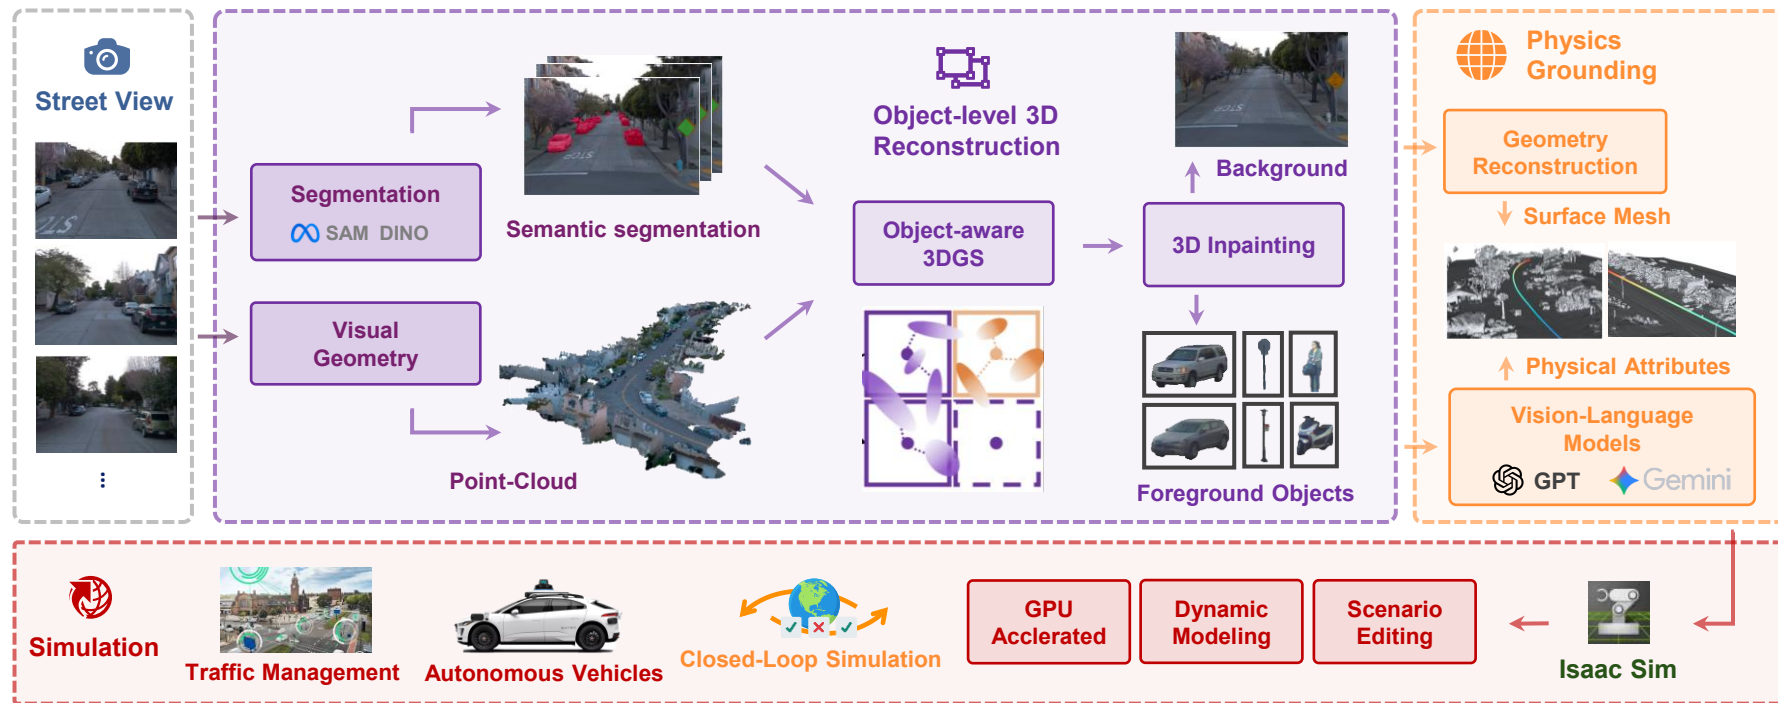 Street View
Segmentation
SAM DINO
Visual
Geometry
Semantic segmentation
Point-Cloud
Object-level 3D
Reconstruction
Object-aware
3DGS
3D Inpainting
Background
Foreground Objects
Physics
Grounding
Geometry
Reconstruction
Surface Mesh
Physical Attributes
Vision-Language
Models
GPT
Gemini
Simulation
Traffic Management
Autonomous Vehicles
Closed-Loop Simulation
GPU
Acclerated
Dynamic
Modeling
Scenario
Editing
Isaac Sim